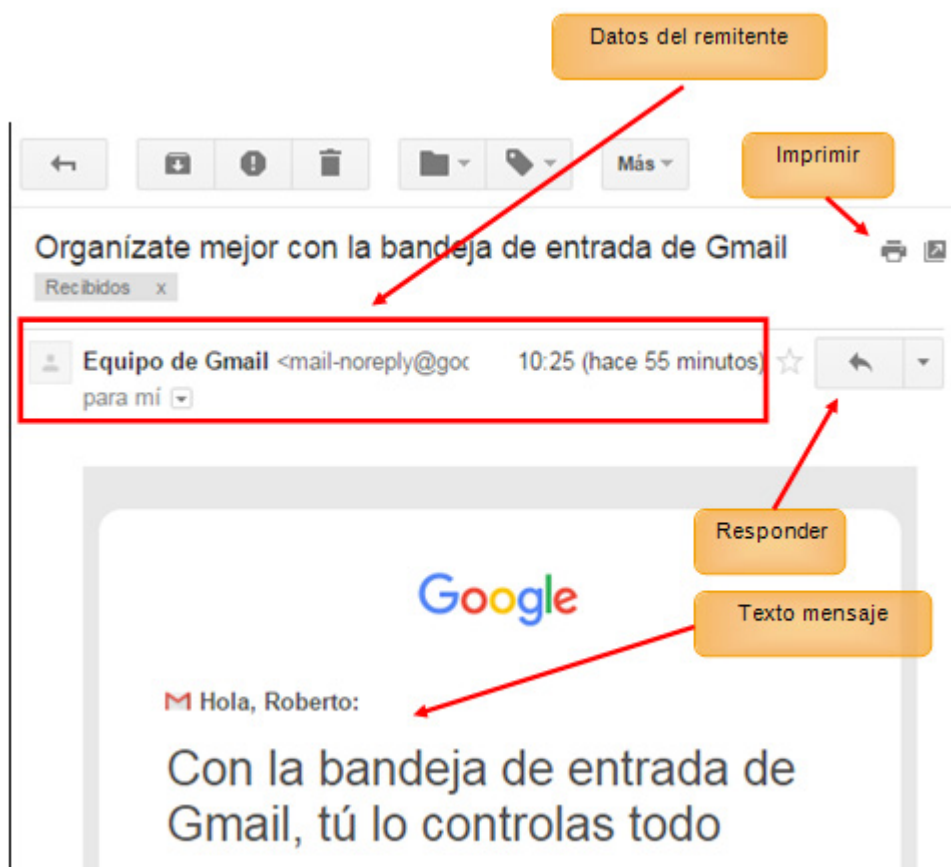 Datos del remitente
Imprimir
Más
Organízate mejor con la bandeja de entrada de Gmail
Recibidos x
Equipo de Gmail <mail-noreply@goo 10:25 (hace 55 minutos)
para mí
Responder
Google
Texto mensaje
Hola, Roberto:
Con la bandeja de entrada de
Gmail, tú lo controlas todo